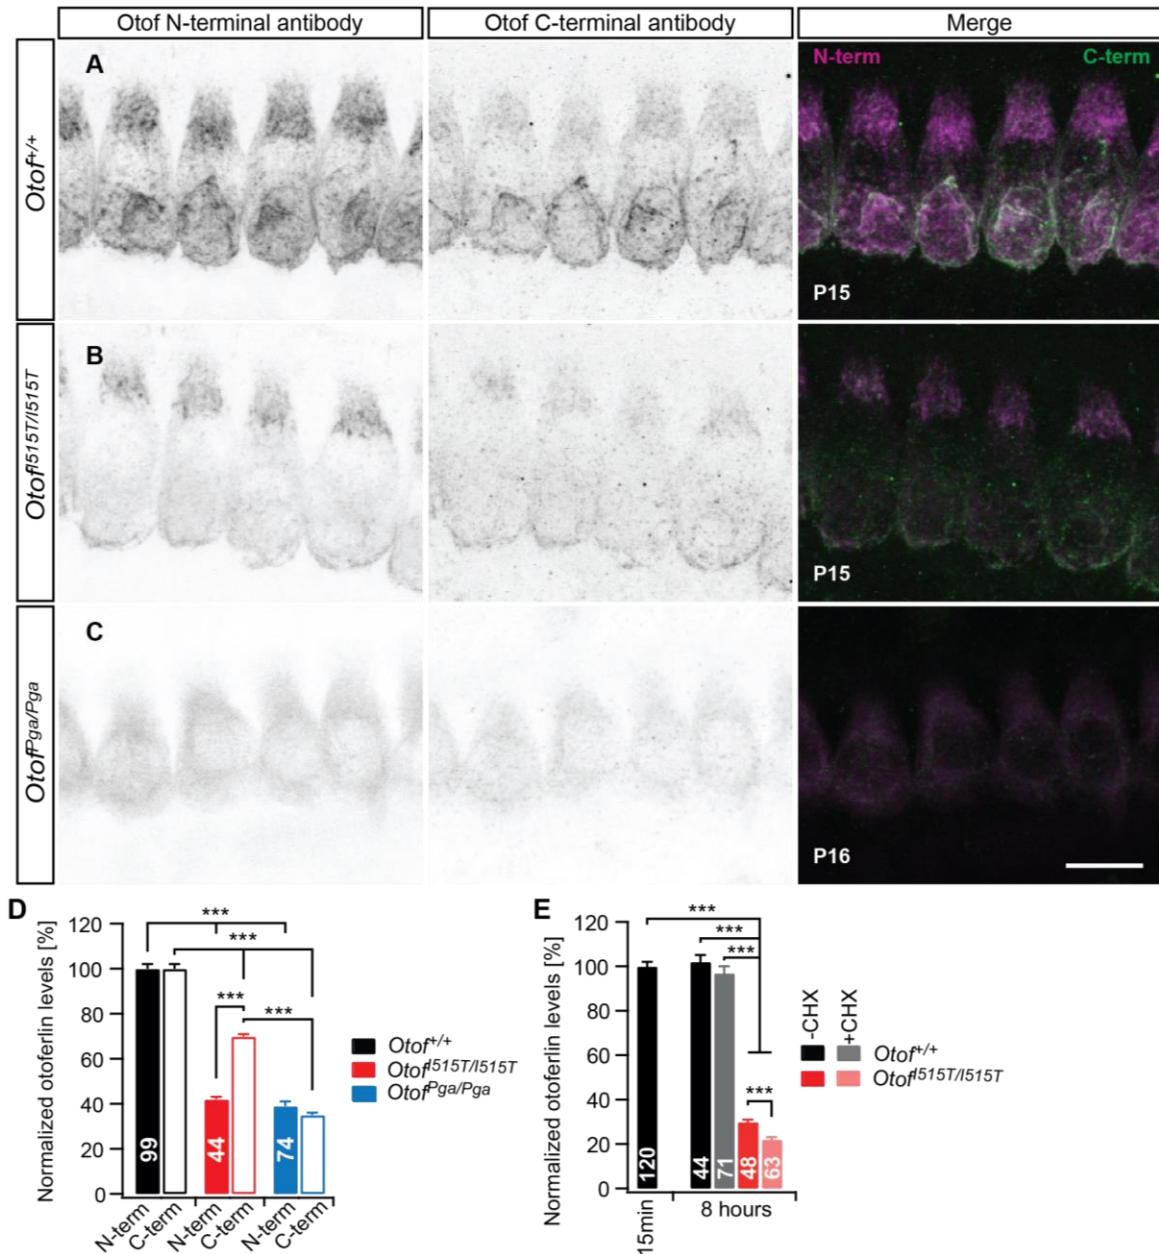 Otof N-terminal antibody
Otof C-terminal antibody
Merge
Otof+/+
A
N-term
C-term
P15
OtofI515T/I515T
B
P15
OtofPga/Pga
C
P16
D
Normalized otoferlin levels [%]
120
100
80
60
40
20
0
***
***
***
***
99
44
74
N-term
C-term
N-term
C-term
N-term
C-term
Otof+/+
OtofI515T/I515T
OtofPga/Pga
E
Normalized otoferlin levels [%]
120
100
80
60
40
20
0
***
***
***
***
120
44
71
48
63
15min
8 hours
-CHX
+CHX
Otof+/+
OtofI515T/I515T